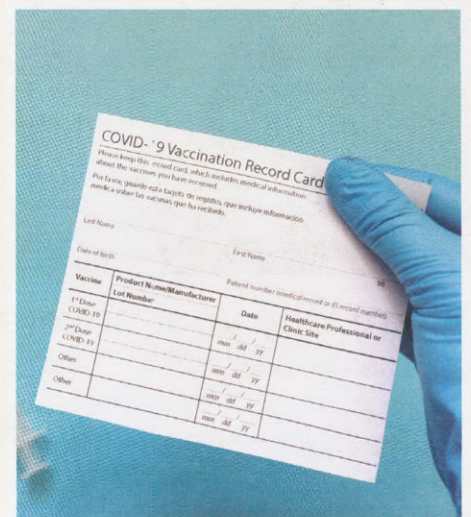 COVID-19 Vaccination Record Card
Please keep this record card, which includes medical information
about the vaccines you have received.
Por favor, guarde esta tarjeta de registro, que incluye información
médica sobre las vacunas que ha recibido.
Last Name First Name MI
Date of birth Patient number (medical record or IIS record number)
Vaccine Product Name/Manufacturer Date Healthcare Professional or
Lot Number Clinic Site
1st Dose
COVID-19 mm / dd / yy
2nd Dose
COVID-19 mm / dd / yy
Other mm / dd / yy
Other mm / dd / yy